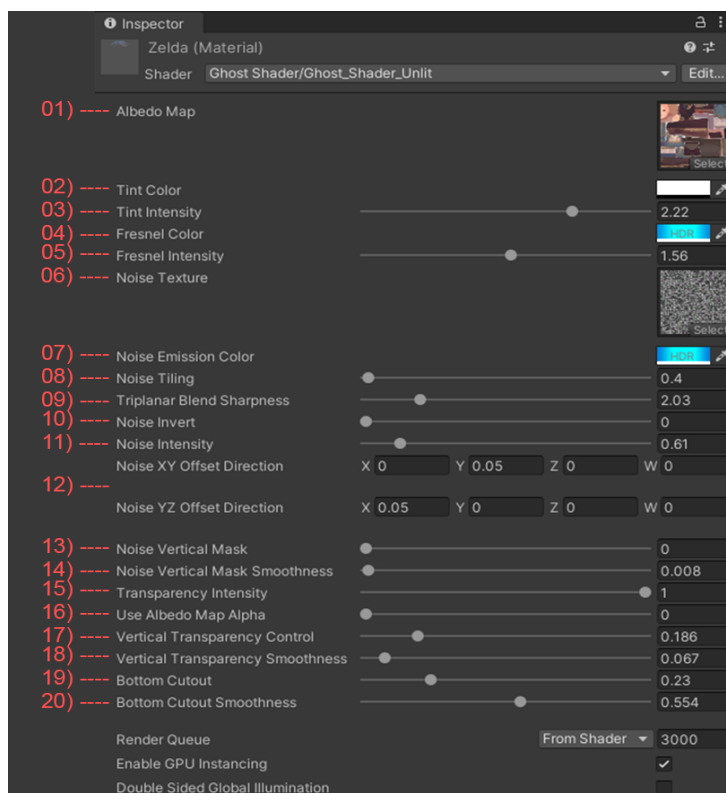 Inspector
Zelda (Material)
Shader Ghost Shader/Ghost_Shader_Unlit Edit...
01) ---- Albedo Map
Select
02) ---- Tint Color
03) ---- Tint Intensity 2.22
04) ---- Fresnel Color HDR
05) ---- Fresnel Intensity 1.56
06) ---- Noise Texture
Select
07) ---- Noise Emission Color HDR
08) ---- Noise Tiling 0.4
09) ---- Triplanar Blend Sharpness 2.03
10) ---- Noise Invert 0
11) ---- Noise Intensity 0.61
Noise XY Offset Direction X 0 Y 0.05 Z 0 W 0
12) ----
Noise YZ Offset Direction X 0.05 Y 0 Z 0 W 0
13) ---- Noise Vertical Mask 0
14) ---- Noise Vertical Mask Smoothness 0.008
15) ---- Transparency Intensity 1
16) ---- Use Albedo Map Alpha 0
17) ---- Vertical Transparency Control 0.186
18) ---- Vertical Transparency Smoothness 0.067
19) ---- Bottom Cutout 0.23
20) ---- Bottom Cutout Smoothness 0.554
Render Queue From Shader 3000
Enable GPU Instancing
Double Sided Global Illumination